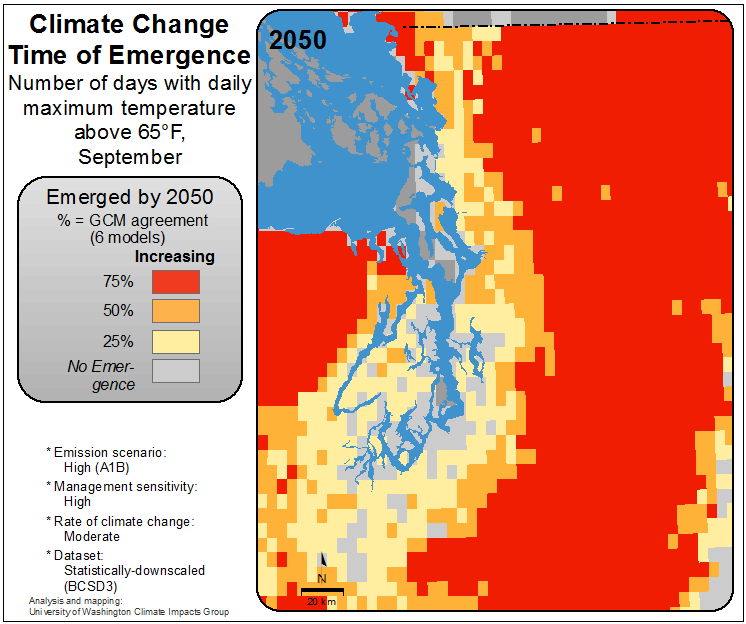 Climate Change
Time of Emergence
Number of days with daily
maximum temperature
above 65°F,
September
Emerged by 2050
% = GCM agreement
(6 models)
Increasing
75%
50%
25%
No Emer-
gence
* Emission scenario:
High (A1B)
* Management sensitivity:
High
* Rate of climate change:
Moderate
* Dataset:
Statistically-downscaled
(BCSD3)
Analysis and mapping:
University of Washington Climate Impacts Group
2050
N
20 km